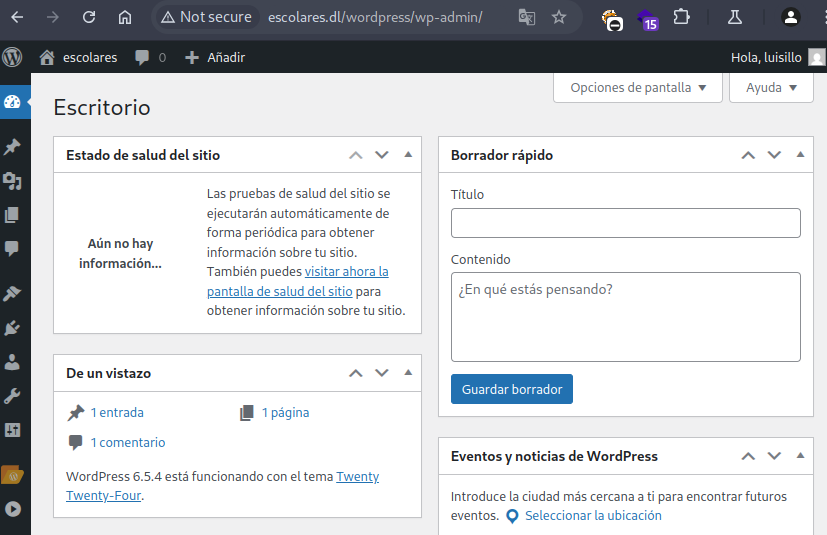 Not secure escolares.dl/wordpress/wp-admin/
15
escolares 0 Añadir Hola, luisillo
Opciones de pantalla Ayuda
Escritorio
Estado de salud del sitio
Aún no hay
información...
Las pruebas de salud del sitio se
ejecutarán automáticamente de
forma periódica para obtener
información sobre tu sitio.
También puedes visitar ahora la
pantalla de salud del sitio para
obtener información sobre tu sitio.
De un vistazo
1 entrada 1 página
1 comentario
WordPress 6.5.4 está funcionando con el tema Twenty
Twenty-Four.
Borrador rápido
Título
Contenido
¿En qué estás pensando?
Guardar borrador
Eventos y noticias de WordPress
Introduce la ciudad más cercana a ti para encontrar futuros
eventos. Seleccionar la ubicación